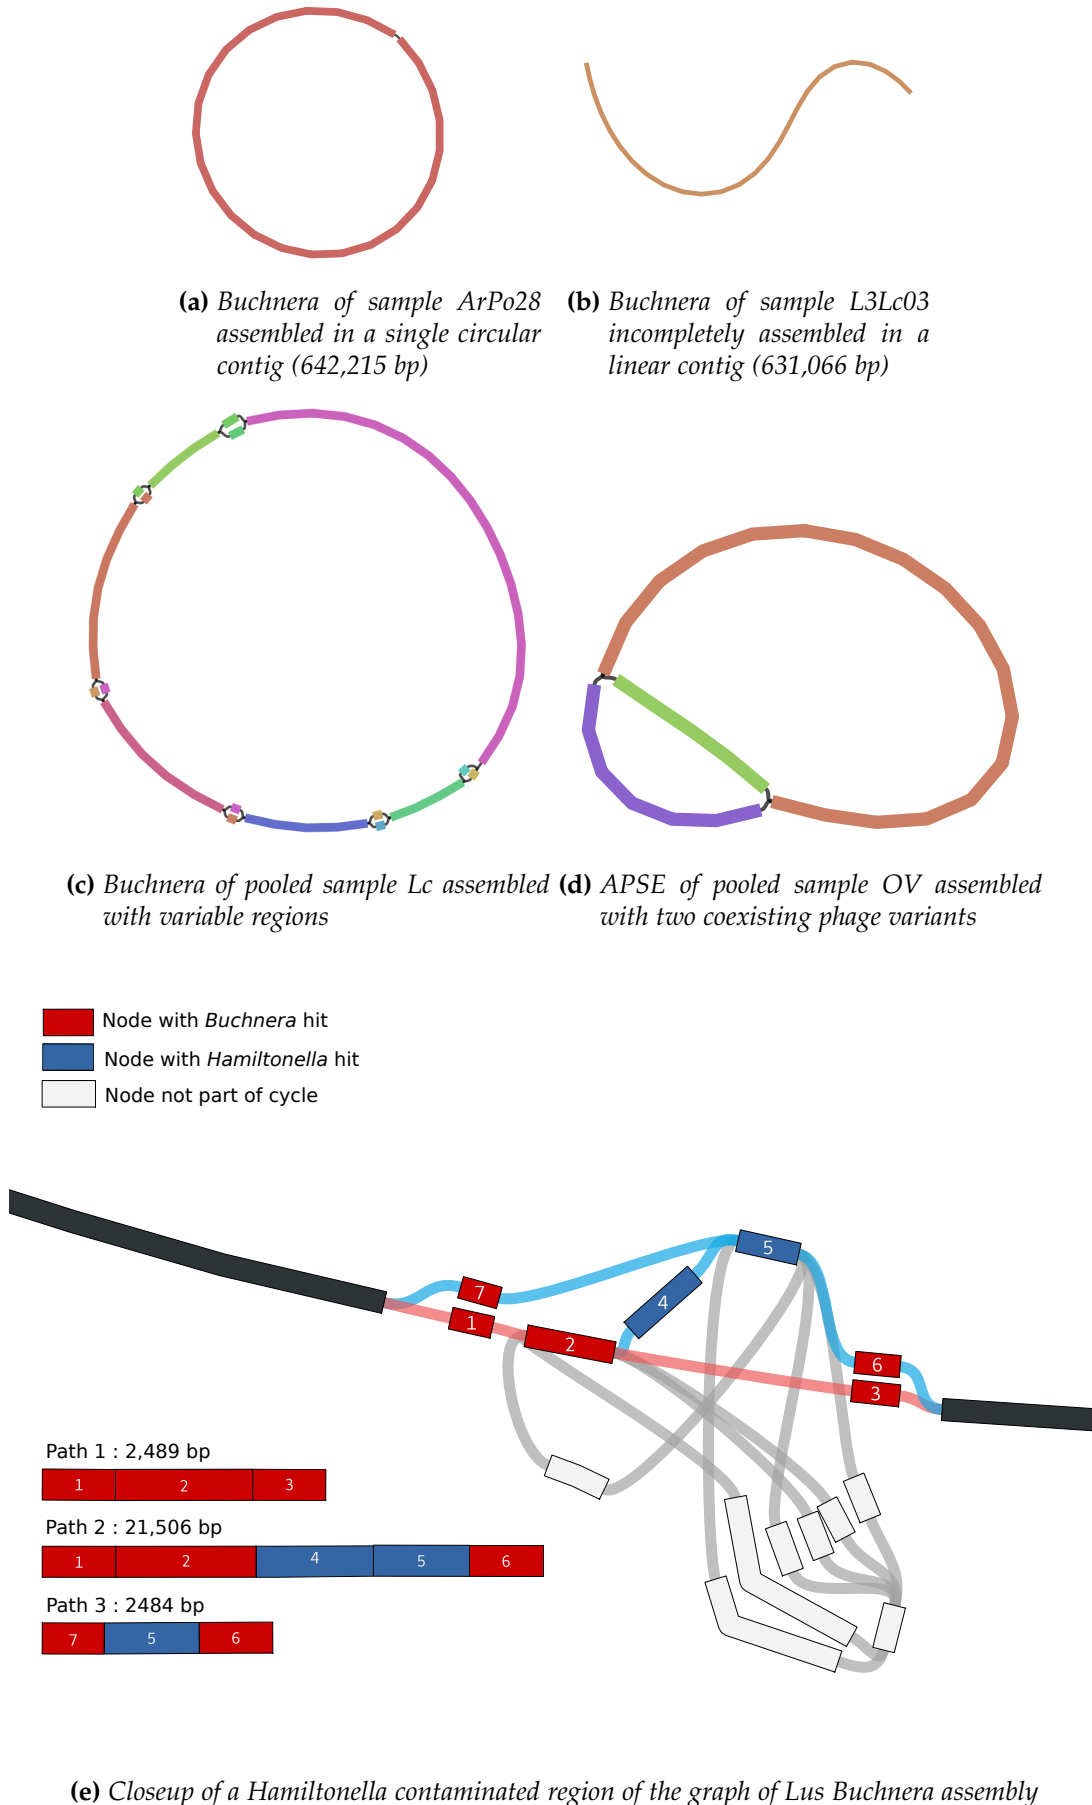 (a) Buchnera of sample ArPo28
assembled in a single circular
contig (642,215 bp)
(b) Buchnera of sample L3Lc03
incompletely assembled in a
linear contig (631,066 bp)
(c) Buchnera of pooled sample Lc assembled
with variable regions
(d) APSE of pooled sample OV assembled
with two coexisting phage variants
Node with Buchnera hit
Node with Hamiltonella hit
Node not part of cycle
5
7
4
1
2
6
3
Path 1 : 2,489 bp
1 2 3
Path 2 : 21,506 bp
1 2 4 5 6
Path 3 : 2484 bp
7 5 6
(e) Closeup of a Hamiltonella contaminated region of the graph of Lus Buchnera assembly